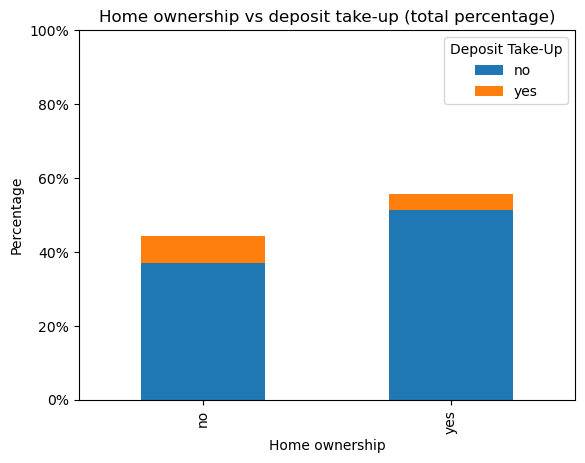 Home ownership vs deposit take-up (total percentage)
100%
80%
60%
40%
20%
0%
Percentage
Deposit Take-Up
no
yes
no
yes
Home ownership